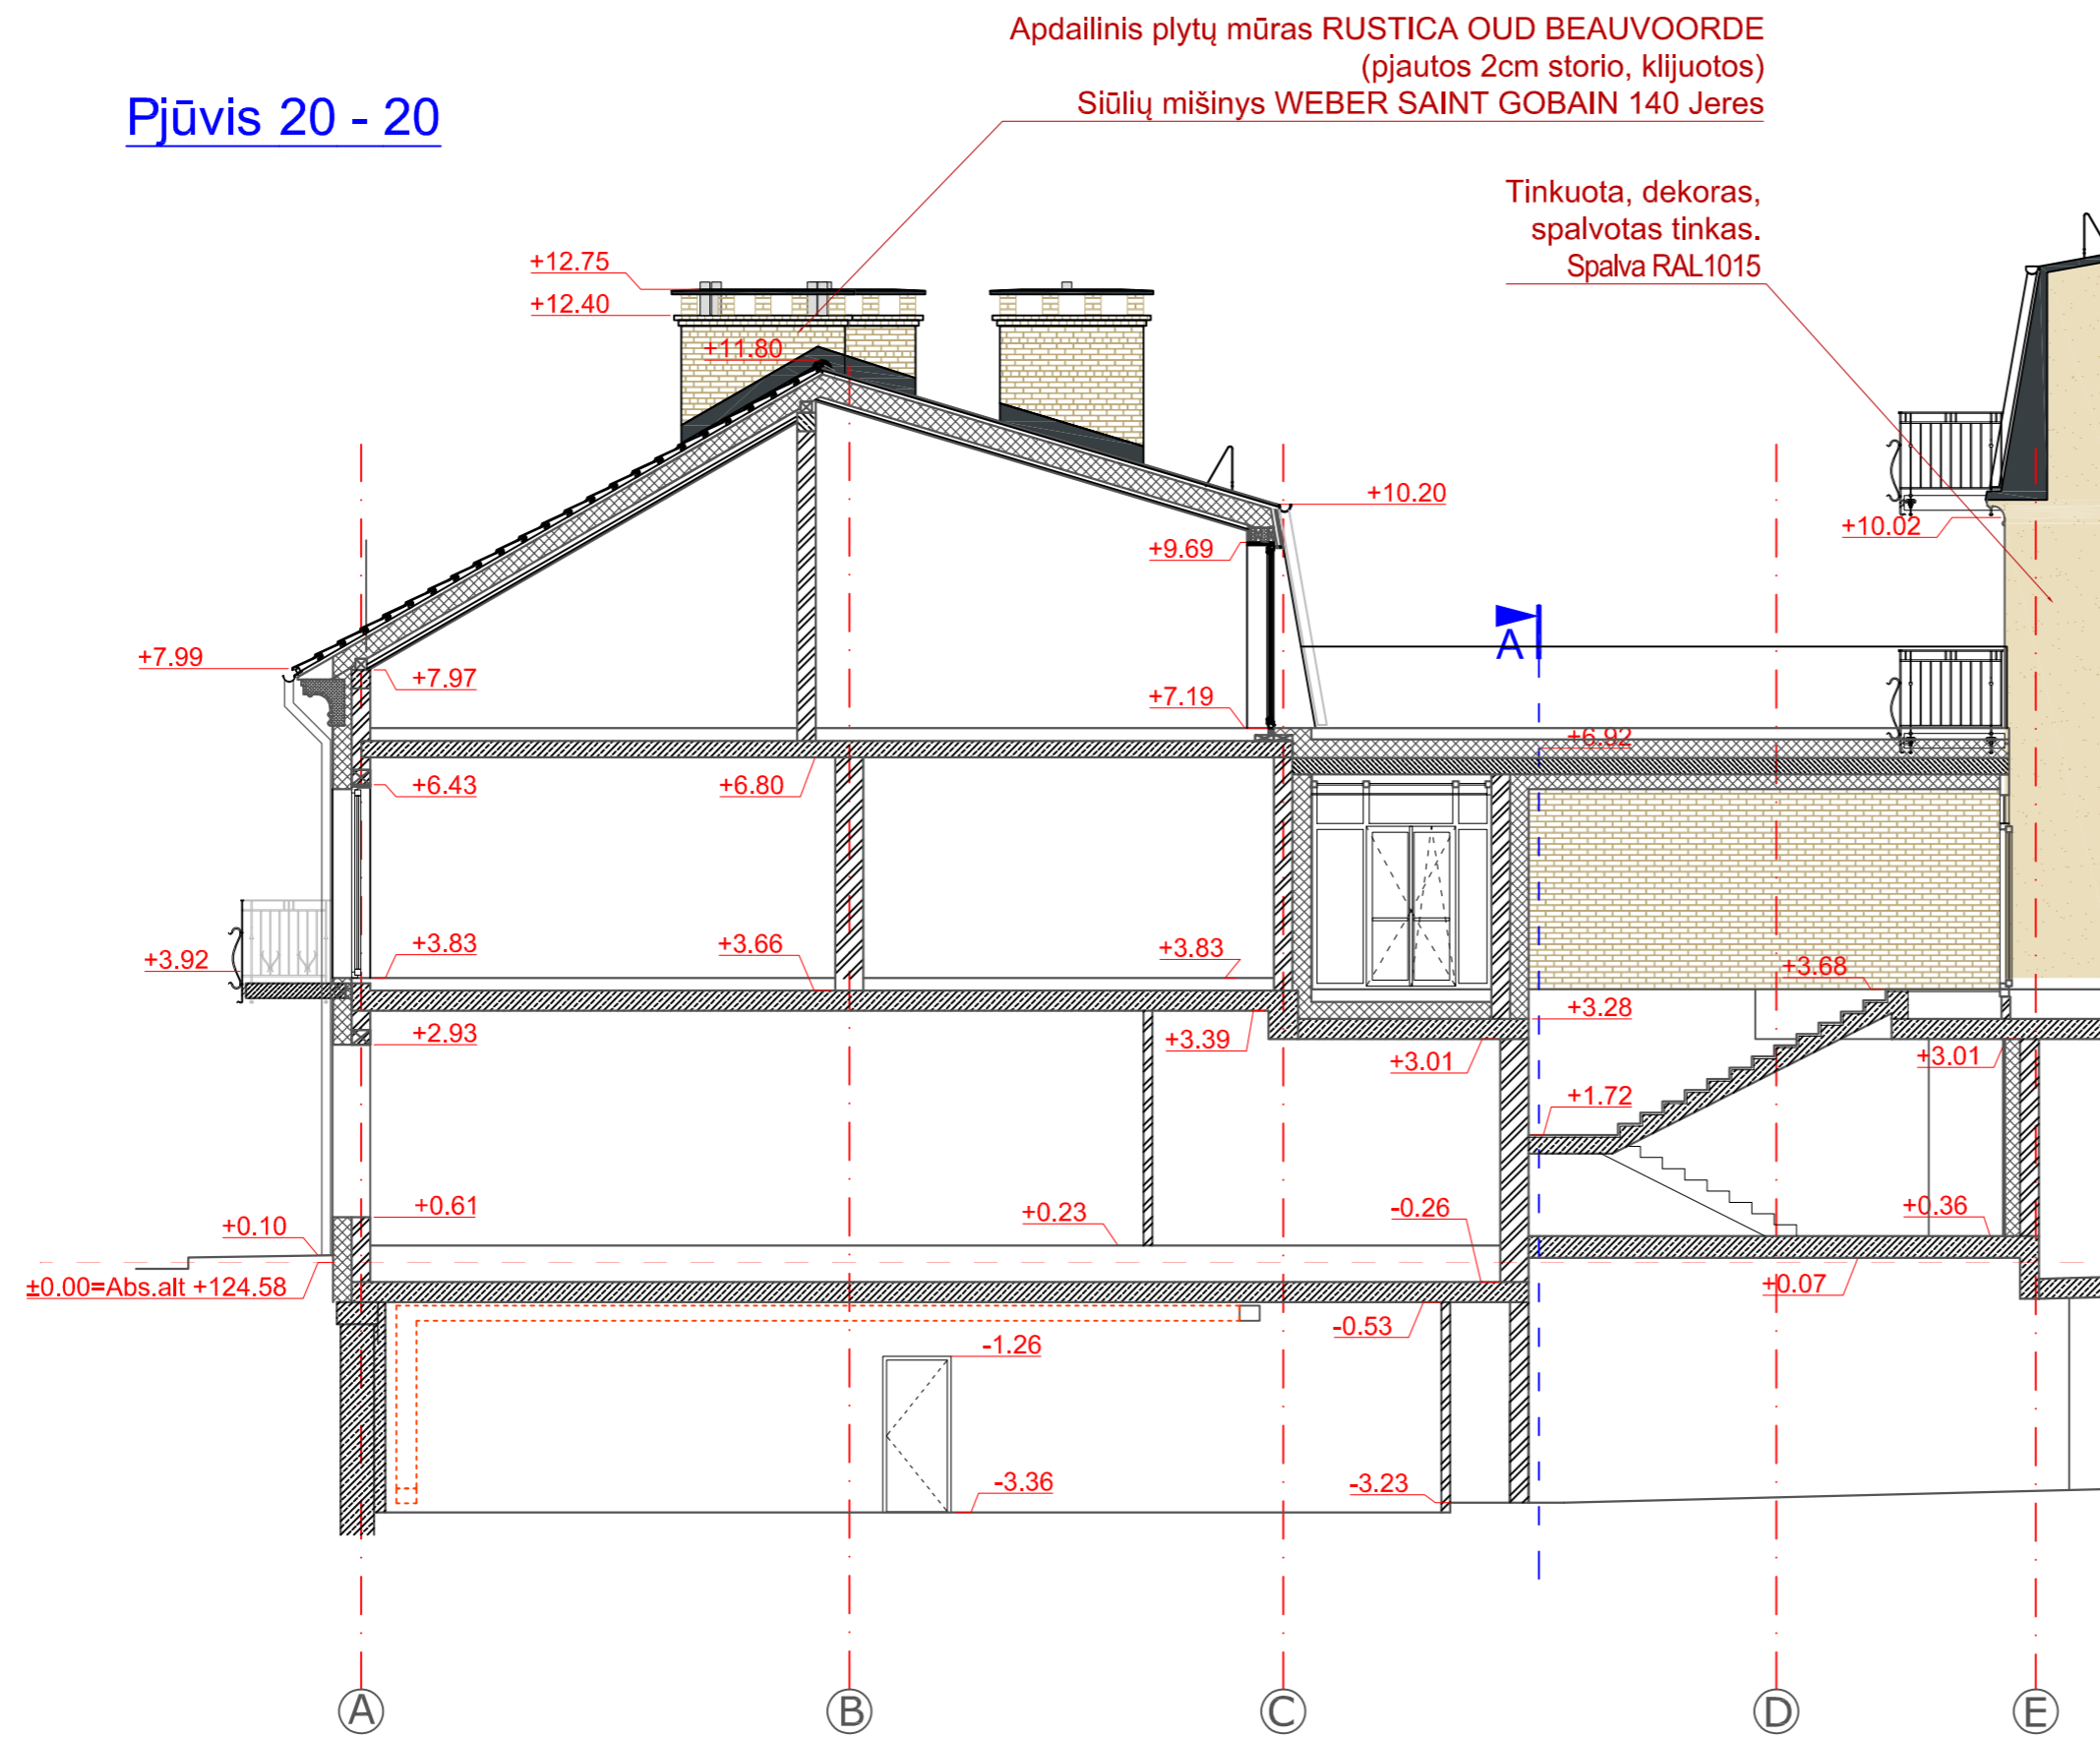 Apdailinis plytų mūras RUSTICA OUD BEAUVOORDE
(pjautos 2cm storio, klijuotos)
Siūlių mišinys WEBER SAINT GOBAIN 140 Jeres
Pjūvis 20 - 20
Tinkuota, dekoras,
spalvotas tinkas.
Spalva RAL1015
+12.75
+12.40
+11.80
+10.20
+10.02
+9.69
A
+7.99
+7.97
+7.19
+6.92
+6.43
+6.80
+3.83
+3.66
+3.83
+3.92
+3.68
+3.28
+2.93
+3.39
+3.01
+3.01
+1.72
+0.61
+0.23
-0.26
+0.36
+0.10
±0.00=Abs.alt +124.58
+0.07
-0.53
-1.26
-3.36
-3.23
A
B
C
D
E